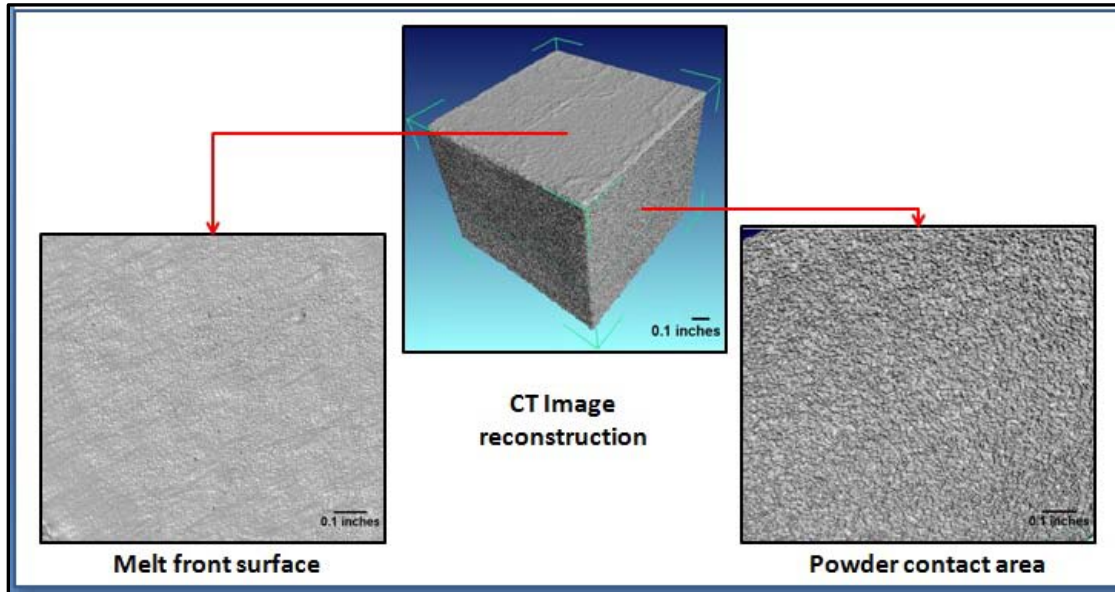 0.1 inches
CT Image
reconstruction
0.1 inches
Melt front surface
0.1 inches
Powder contact area